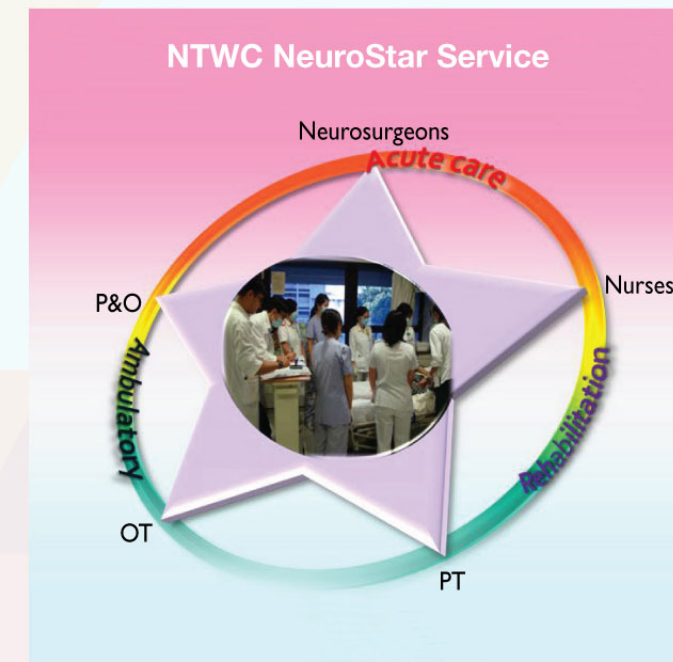 NTWC NeuroStar Service
Neurosurgeons
Acute care
Nurses
P&O
Ambulatory
Rehabilitation
OT
PT